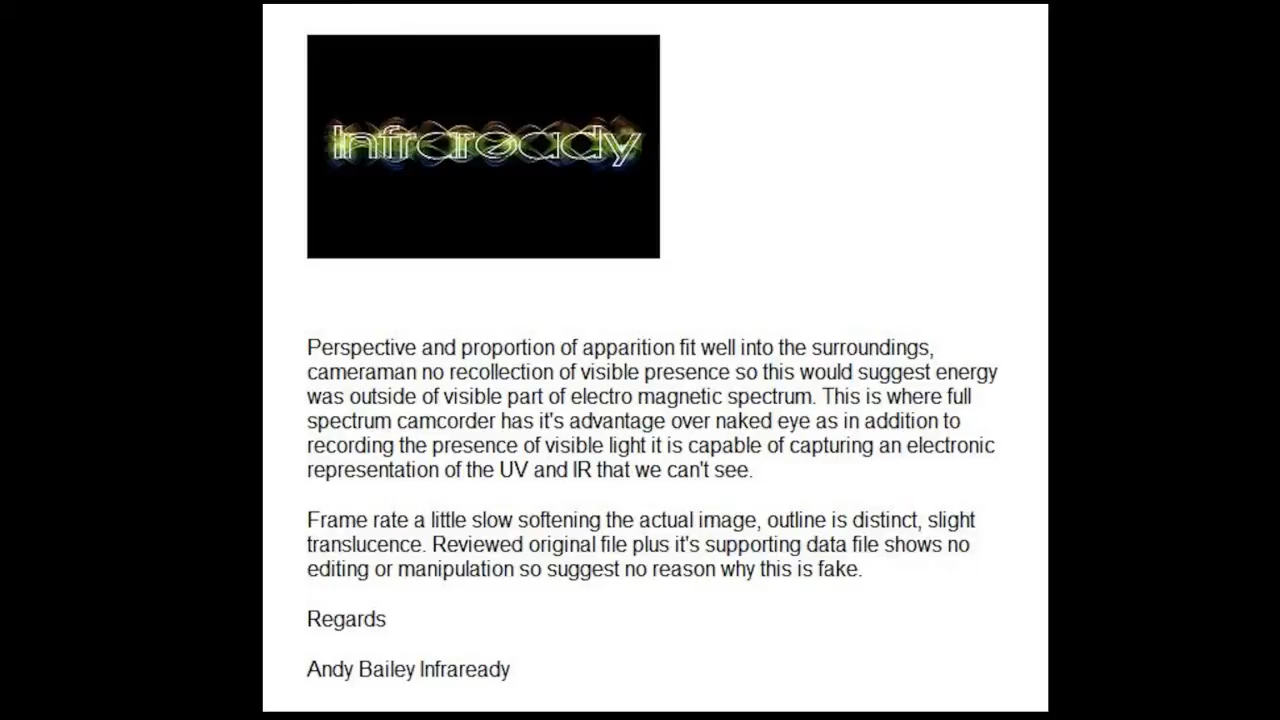 Infraready
Perspective and proportion of apparition fit well into the surroundings,
cameraman no recollection of visible presence so this would suggest energy
was outside of visible part of electro magnetic spectrum. This is where full
spectrum camcorder has it's advantage over naked eye as in addition to
recording the presence of visible light it is capable of capturing an electronic
representation of the UV and IR that we can't see.
Frame rate a little slow softening the actual image, outline is distinct, slight
translucence. Reviewed original file plus it's supporting data file shows no
editing or manipulation so suggest no reason why this is fake.
Regards
Andy Bailey Infraready